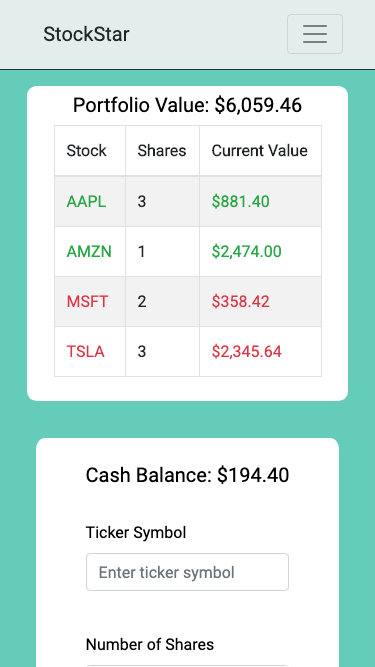 StockStar
Portfolio Value: $6,059.46
Stock Shares Current Value
AAPL 3 $881.40
AMZN 1 $2,474.00
MSFT 2 $358.42
TSLA 3 $2,345.64
Cash Balance: $194.40
Ticker Symbol
Enter ticker symbol
Number of Shares